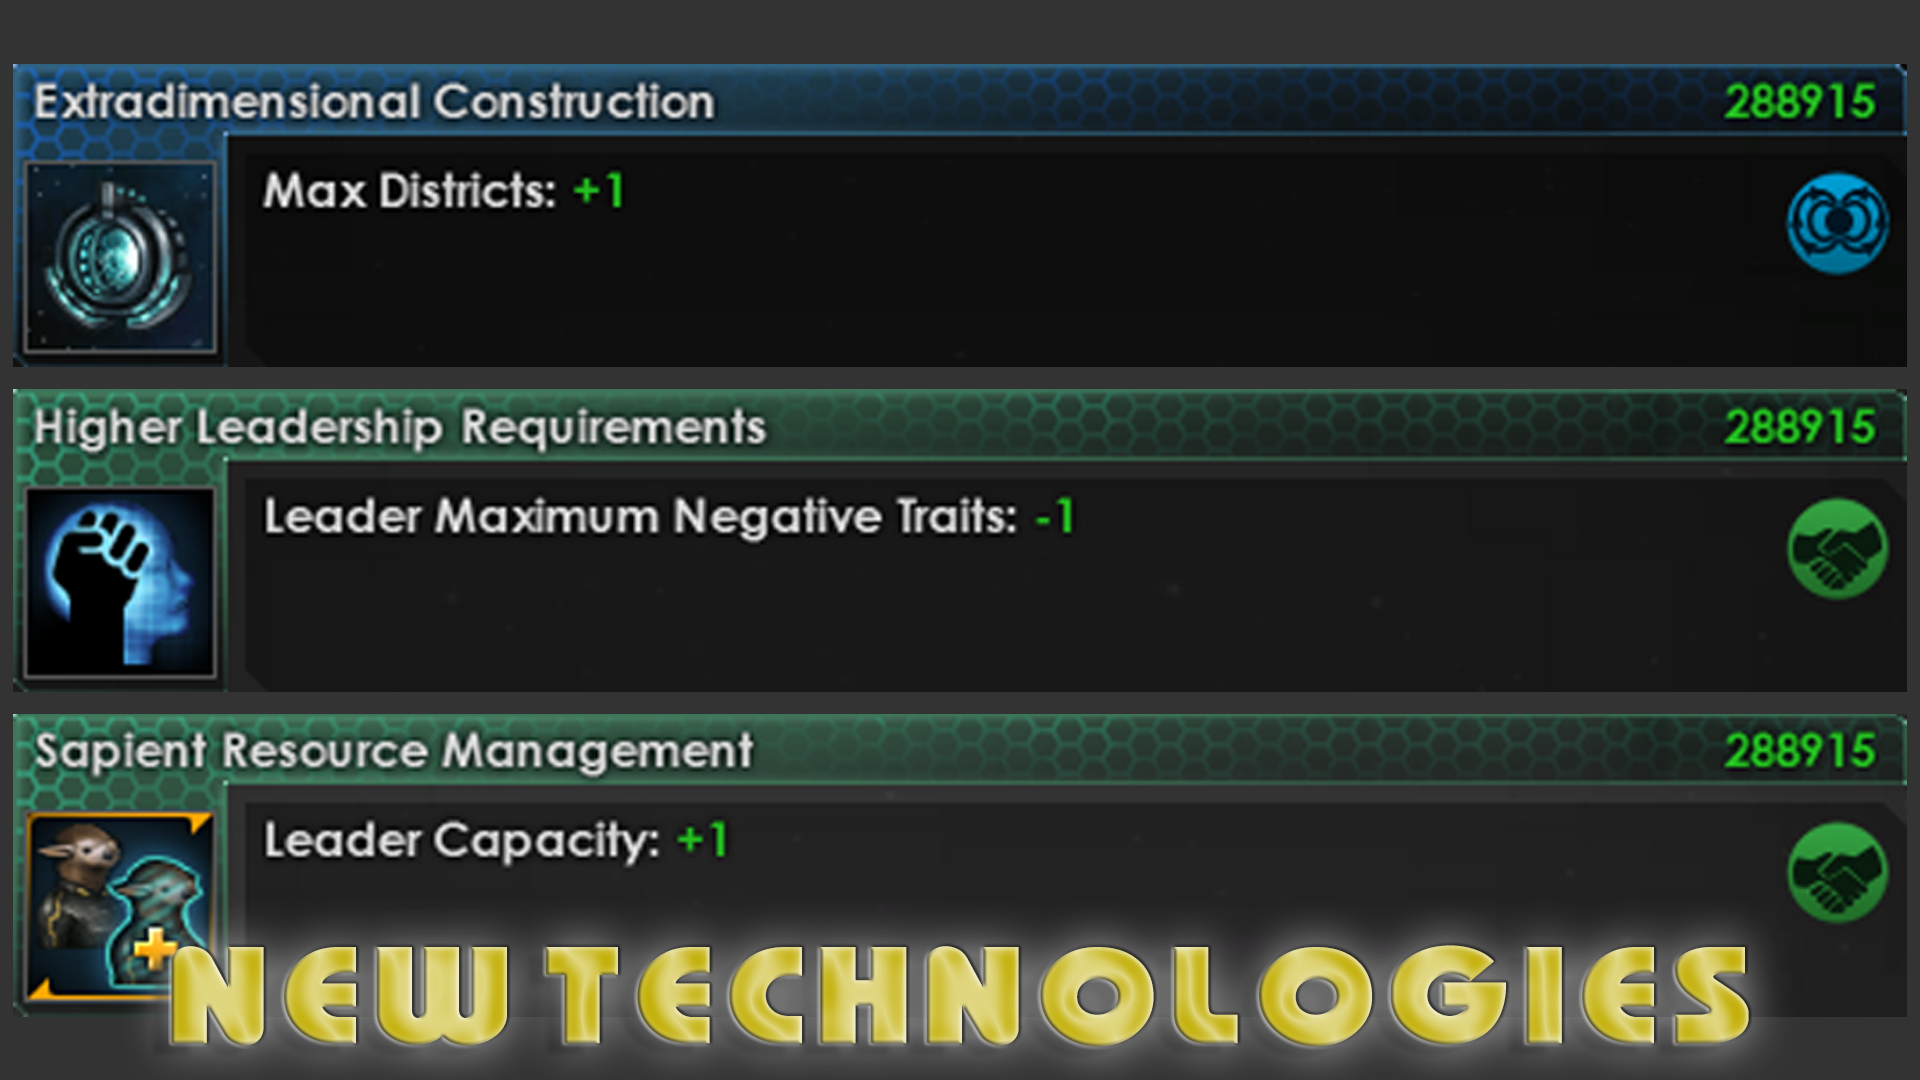 Extradimensional Construction 288915
Max Districts: +1
Higher Leadership Requirements 288915
Leader Maximum Negative Traits: -1
Sapient Resource Management 288915
Leader Capacity: +1
NEW TECHNOLOGIES